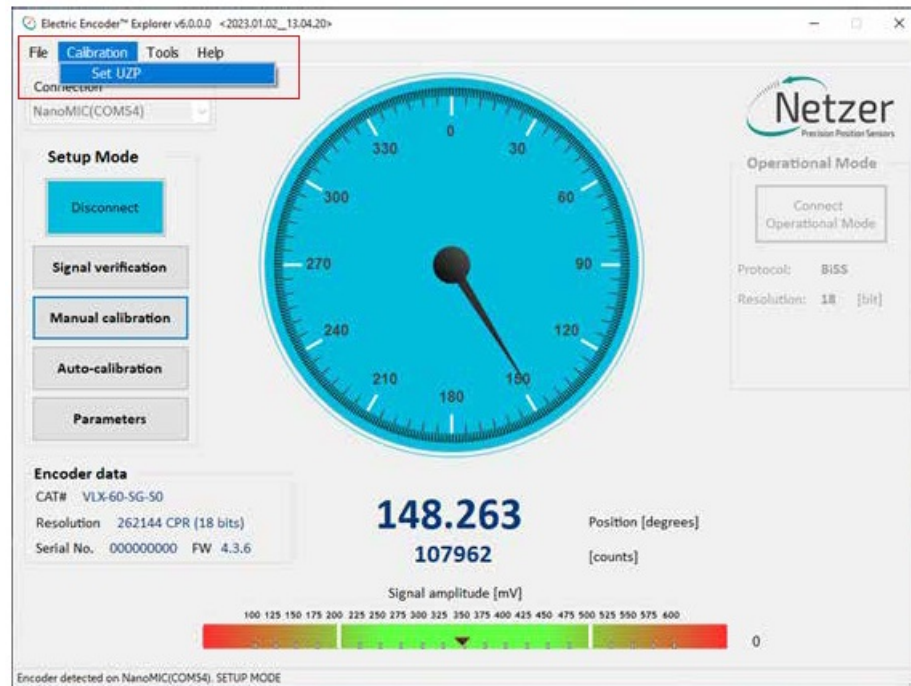 Electric Encoder™ Explorer v6.0.0.0 <2023.01.02__13.04.20>
File Calibration Tools Help
Set UZP
Connection
NanoMIC(COM54)
Netzer
Precision Position Sensors
Setup Mode
Disconnect
Signal verification
Manual calibration
Auto-calibration
Parameters
0
30
60
90
120
150
180
210
240
270
300
330
Operational Mode
Connect
Operational Mode
Protocol: BiSS
Resolution: 18 [bit]
Encoder data
CAT# VLX-60-SG-S0
Resolution 262144 CPR (18 bits)
Serial No. 000000000 FW 4.3.6
148.263 Position [degrees]
107962 [counts]
Signal amplitude [mV]
100 125 150 175 200 225 250 275 300 325 350 375 400 425 450 475 500 525 550 575 600
0
Encoder detected on NanoMIC(COM54). SETUP MODE